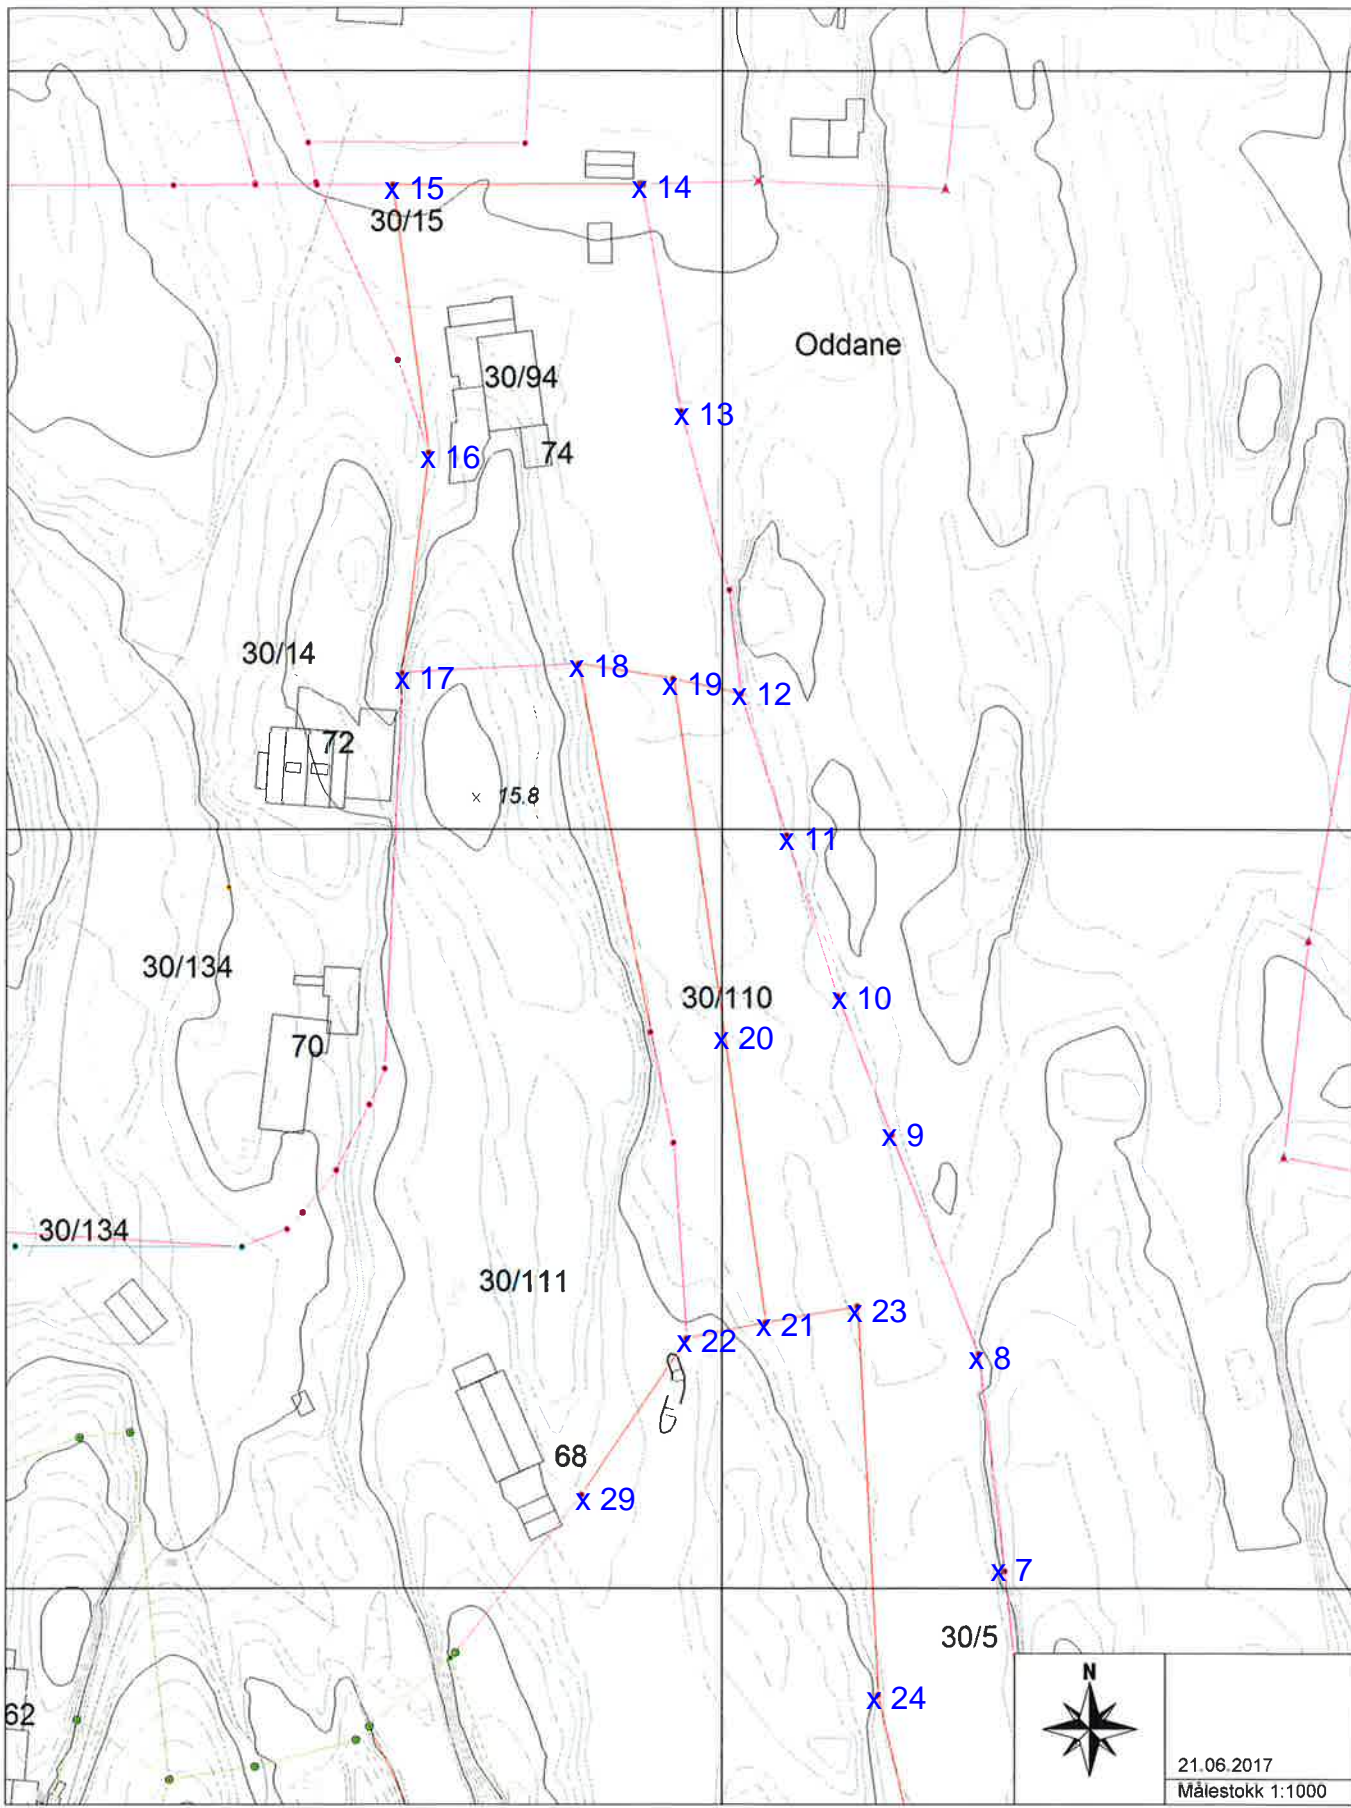 x 15
x 14
30/15
Oddane
30/94
x 13
74
x 16
30/14
x 17
x 18
x 19
x 12
72
x 15.8
x 11
30/134
30/110
x 10
x 20
70
x 9
30/134
30/111
x 23
x 21
x 22
x 8
68
x 29
x 7
30/5
N
x 24
62
21.06.2017
Målestokk 1:1000